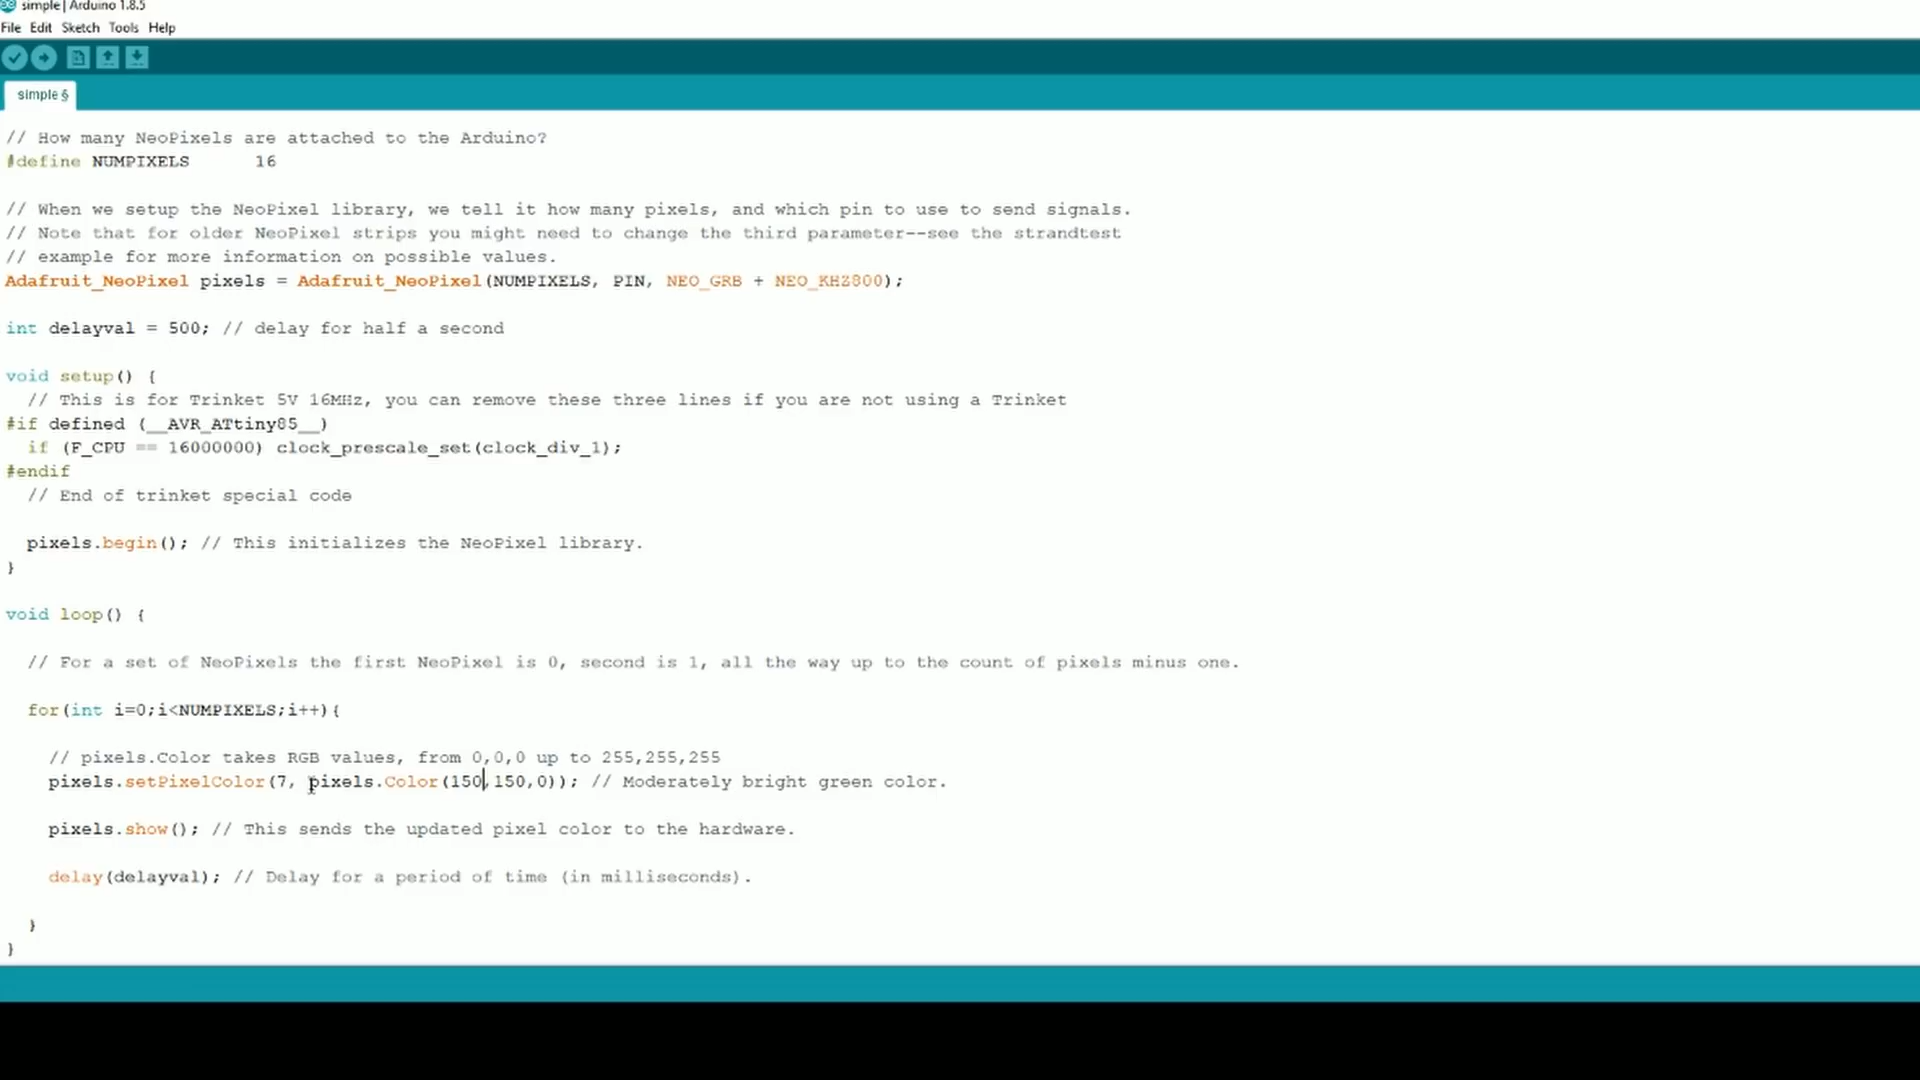 simple | Arduino 1.8.5
File Edit Sketch Tools Help
simple §
// How many NeoPixels are attached to the Arduino?
#define NUMPIXELS      16
// When we setup the NeoPixel library, we tell it how many pixels, and which pin to use to send signals.
// Note that for older NeoPixel strips you might need to change the third parameter--see the strandtest
// example for more information on possible values.
Adafruit_NeoPixel pixels = Adafruit_NeoPixel(NUMPIXELS, PIN, NEO_GRB + NEO_KHZ800);
int delayval = 500; // delay for half a second
void setup() {
  // This is for Trinket 5V 16MHz, you can remove these three lines if you are not using a Trinket
#if defined (__AVR_ATtiny85__)
  if (F_CPU == 16000000) clock_prescale_set(clock_div_1);
#endif
  // End of trinket special code
  pixels.begin(); // This initializes the NeoPixel library.
}
void loop() {
  // For a set of NeoPixels the first NeoPixel is 0, second is 1, all the way up to the count of pixels minus one.
  for(int i=0;i<NUMPIXELS;i++){
    // pixels.Color takes RGB values, from 0,0,0 up to 255,255,255
    pixels.setPixelColor(7, pixels.Color(150,150,0)); // Moderately bright green color.
    pixels.show(); // This sends the updated pixel color to the hardware.
    delay(delayval); // Delay for a period of time (in milliseconds).
  }
}